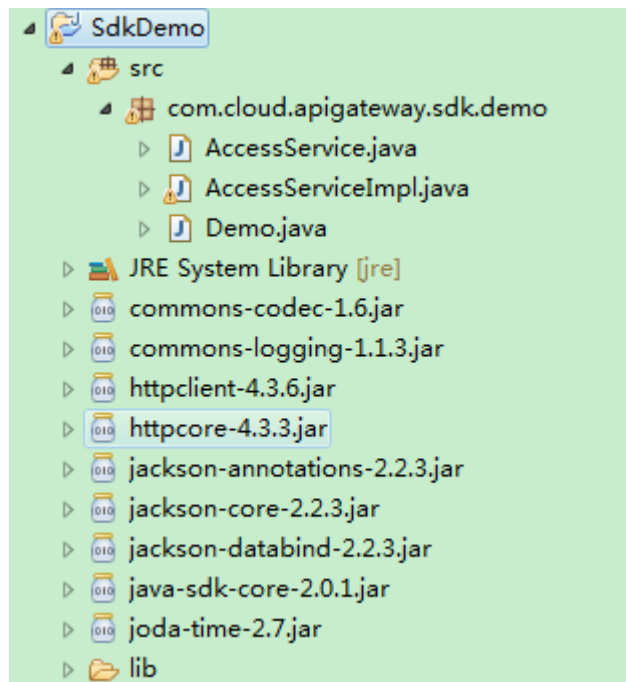 SdkDemo
src
com.cloud.apigateway.sdk.demo
AccessService.java
AccessServiceImpl.java
Demo.java
JRE System Library [jre]
commons-codec-1.6.jar
commons-logging-1.1.3.jar
httpclient-4.3.6.jar
httpcore-4.3.3.jar
jackson-annotations-2.2.3.jar
jackson-core-2.2.3.jar
jackson-databind-2.2.3.jar
java-sdk-core-2.0.1.jar
joda-time-2.7.jar
lib